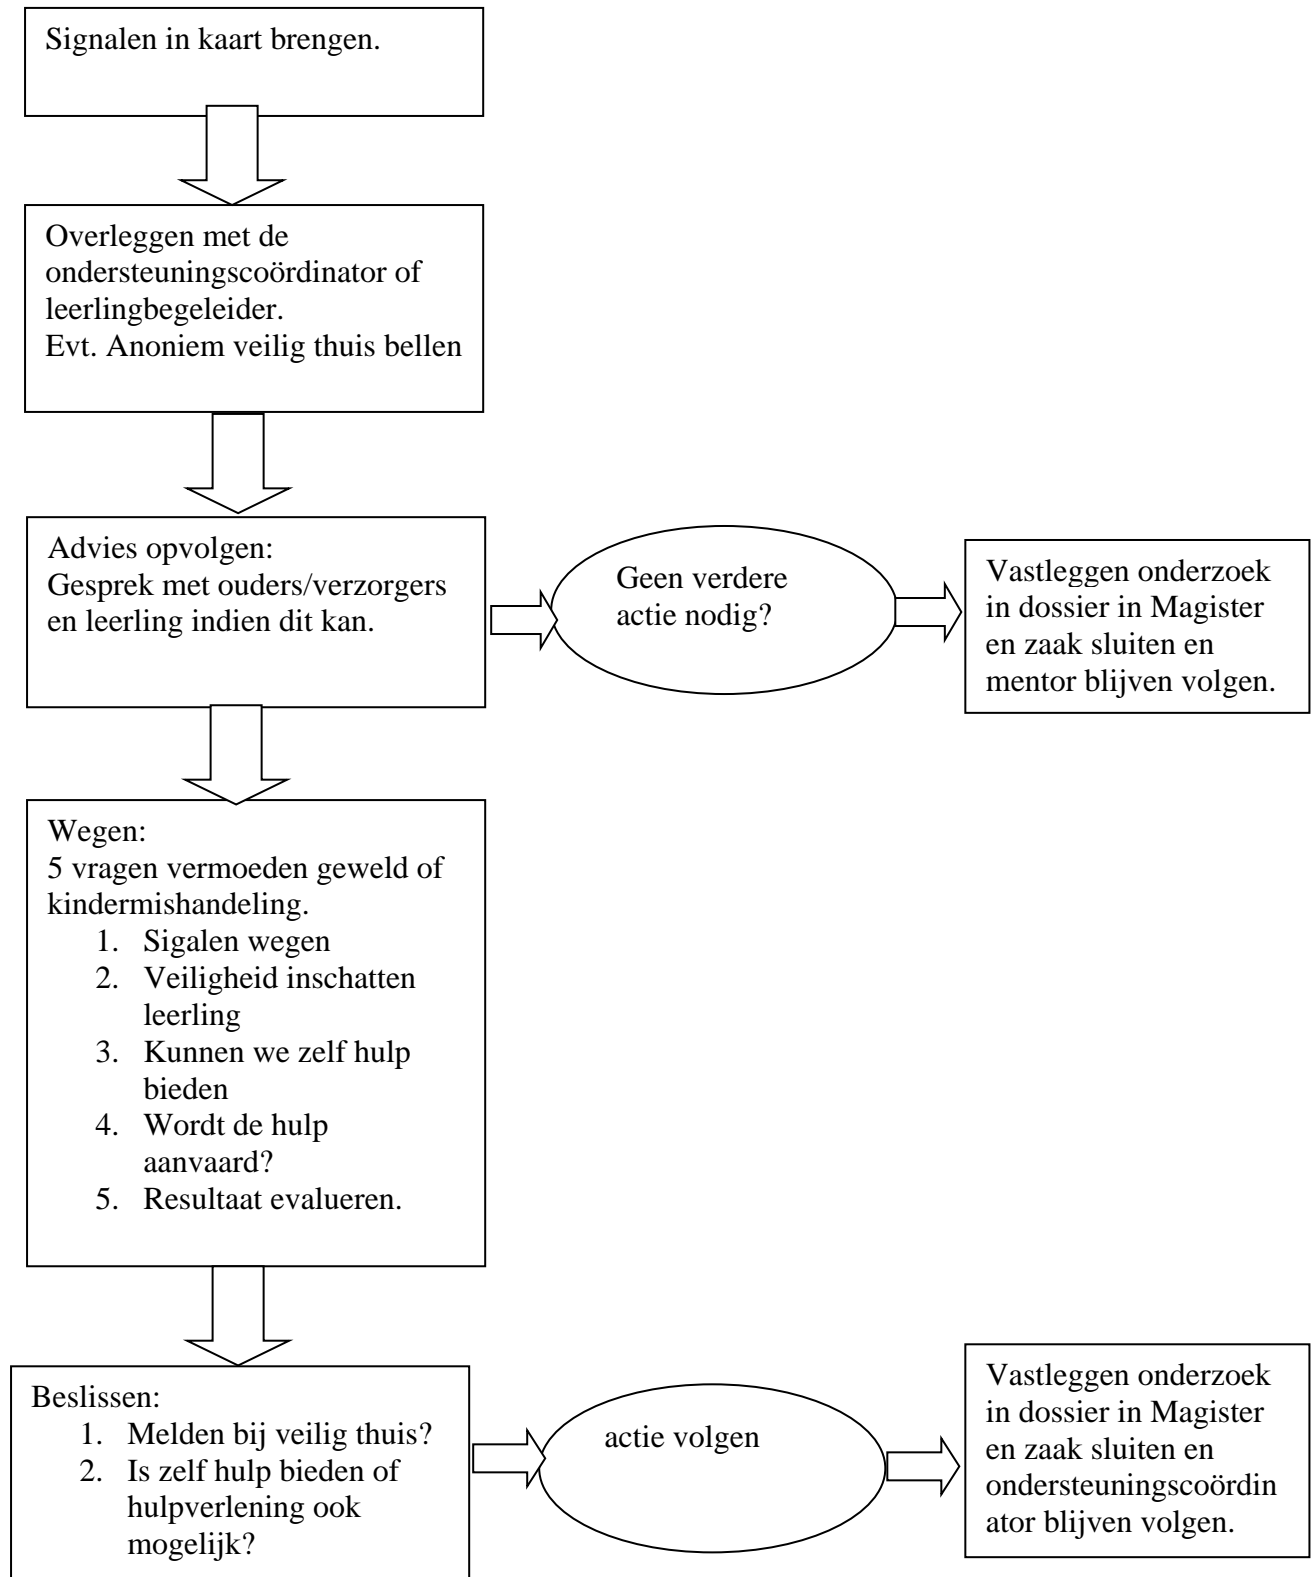 Signalen in kaart brengen.
Overleggen met de
ondersteuningscoördinator of
leerlingbegeleider.
Evt. Anoniem veilig thuis bellen
Advies opvolgen:
Gesprek met ouders/verzorgers
en leerling indien dit kan.
Geen verdere
actie nodig?
Vastleggen onderzoek
in dossier in Magister
en zaak sluiten en
mentor blijven volgen.
Wegen:
5 vragen vermoeden geweld of
kindermishandeling.
1. Sigalen wegen
2. Veiligheid inschatten
leerling
3. Kunnen we zelf hulp
bieden
4. Wordt de hulp
aanvaard?
5. Resultaat evalueren.
Beslissen:
1. Melden bij veilig thuis?
2. Is zelf hulp bieden of
hulpverlening ook
mogelijk?
actie volgen
Vastleggen onderzoek
in dossier in Magister
en zaak sluiten en
ondersteuningscoördin
ator blijven volgen.